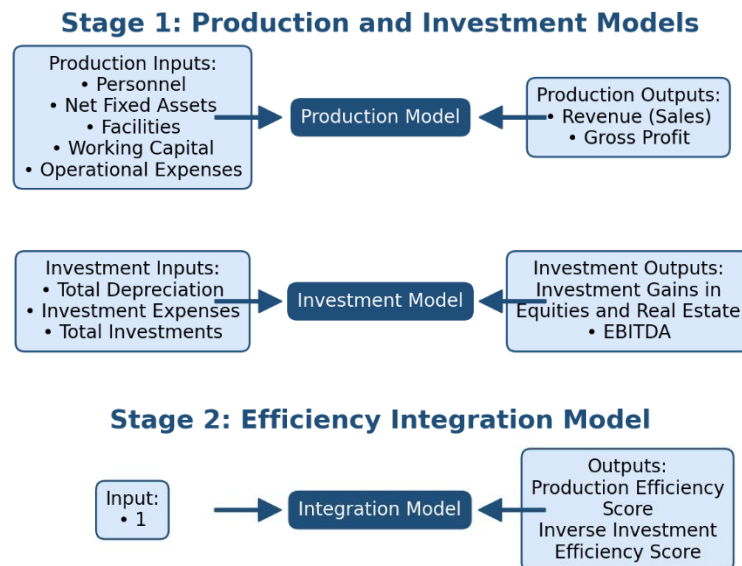 Stage 1: Production and Investment Models
Production Inputs:
• Personnel
• Net Fixed Assets
• Facilities
• Working Capital
• Operational Expenses
Production Model
Production Outputs:
• Revenue (Sales)
• Gross Profit
Investment Inputs:
• Total Depreciation
• Investment Expenses
• Total Investments
Investment Model
Investment Outputs:
Investment Gains in
Equities and Real Estate
• EBITDA
Stage 2: Efficiency Integration Model
Input:
• 1
Integration Model
Outputs:
Production Efficiency
Score
Inverse Investment
Efficiency Score